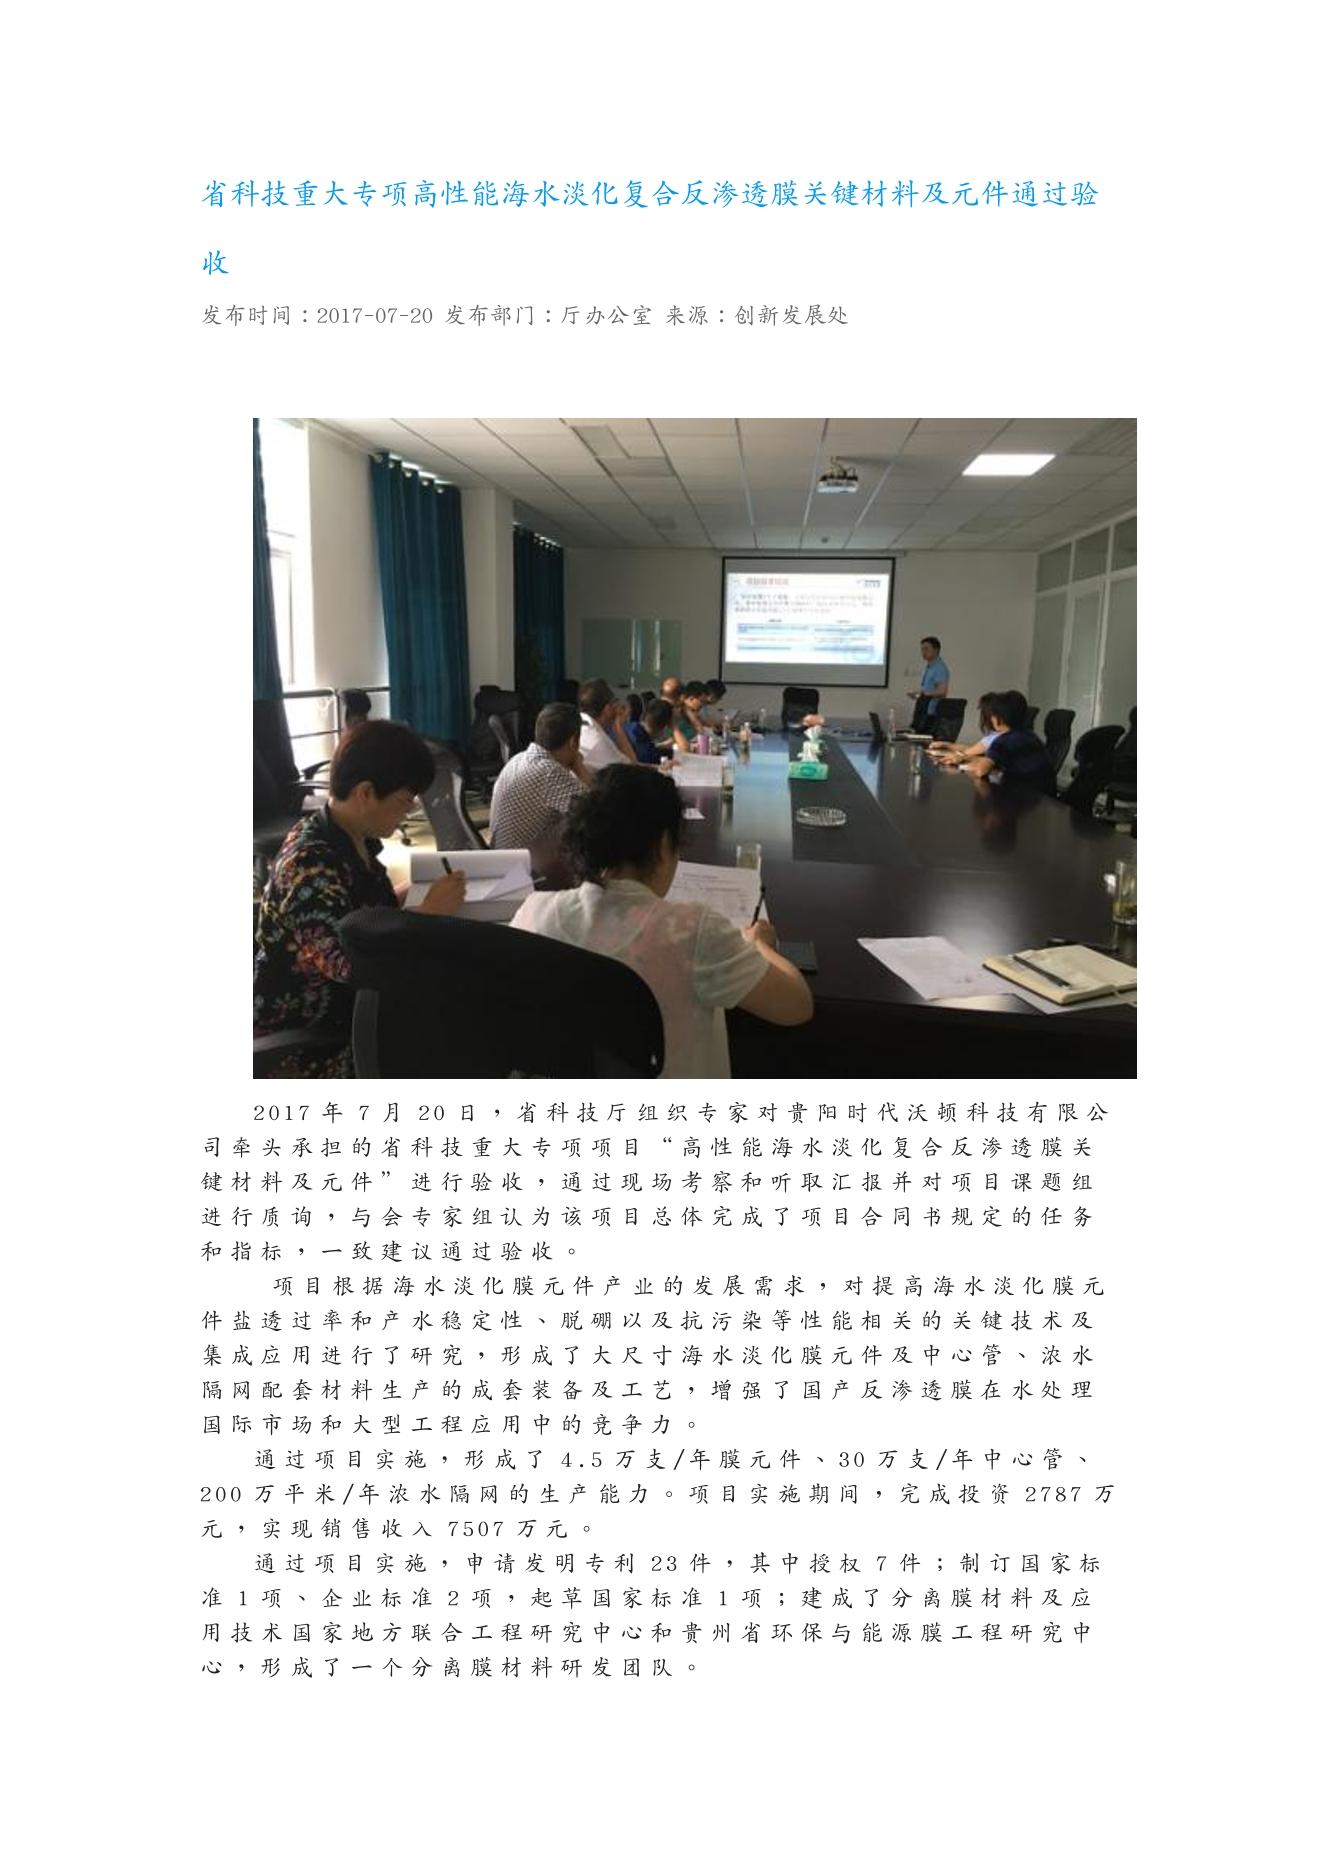 省科技重大专项高性能海水淡化复合反渗透膜关键材料及元件通过验
收
发布时间：2017-07-20 发布部门：厅办公室 来源：创新发展处
2017 年 7 月 20 日，省科技厅组织专家对贵阳时代沃顿科技有限公
司牵头承担的省科技重大专项项目“高性能海水淡化复合反渗透膜关
键材料及元件”进行验收，通过现场考察和听取汇报并对项目课题组
进行质询，与会专家组认为该项目总体完成了项目合同书规定的任务
和指标，一致建议通过验收。
项目根据海水淡化膜元件产业的发展需求，对提高海水淡化膜元
件盐透过率和产水稳定性、脱硼以及抗污染等性能相关的关键技术及
集成应用进行了研究，形成了大尺寸海水淡化膜元件及中心管、浓水
隔网配套材料生产的成套装备及工艺，增强了国产反渗透膜在水处理
国际市场和大型工程应用中的竞争力。
通过项目实施，形成了 4.5 万支/年膜元件、30 万支/年中心管、
200 万平米/年浓水隔网的生产能力。项目实施期间，完成投资 2787 万
元，实现销售收入 7507 万元。
通过项目实施，申请发明专利 23 件，其中授权 7 件；制订国家标
准 1 项、企业标准 2 项，起草国家标准 1 项；建成了分离膜材料及应
用技术国家地方联合工程研究中心和贵州省环保与能源膜工程研究中
心，形成了一个分离膜材料研发团队。